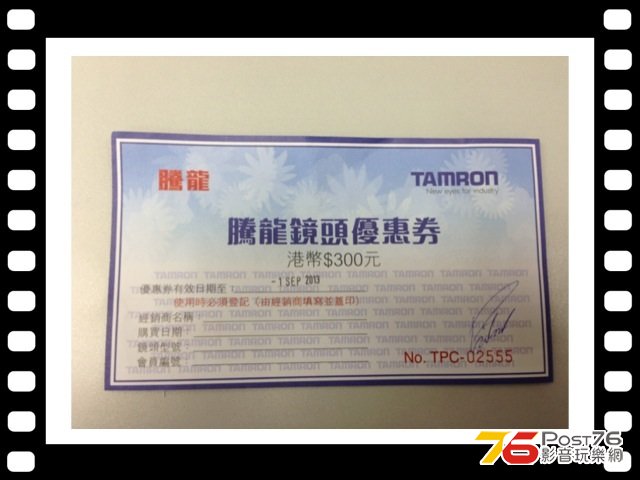 騰龍
TAMRON
New eyes for industry
騰龍鏡頭優惠券
港幣$300元
優惠券有效日期至：
-1 SEP 2013
使用時必須登記（由經銷商填寫並蓋印）
經銷商名稱：
購買日期：
鏡頭型號：
會員編號：
No. TPC-02555
76 POST76
影音玩樂網